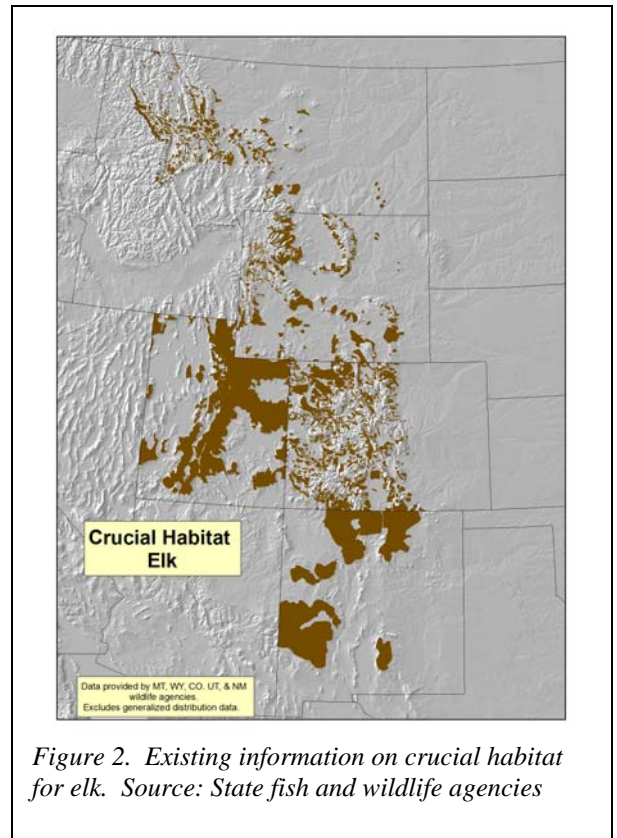 Crucial Habitat
Elk
Data provided by MT, WY, CO. UT, & NM
wildlife agencies.
Excludes generalized distribution data.
Figure 2. Existing information on crucial habitat
for elk. Source: State fish and wildlife agencies